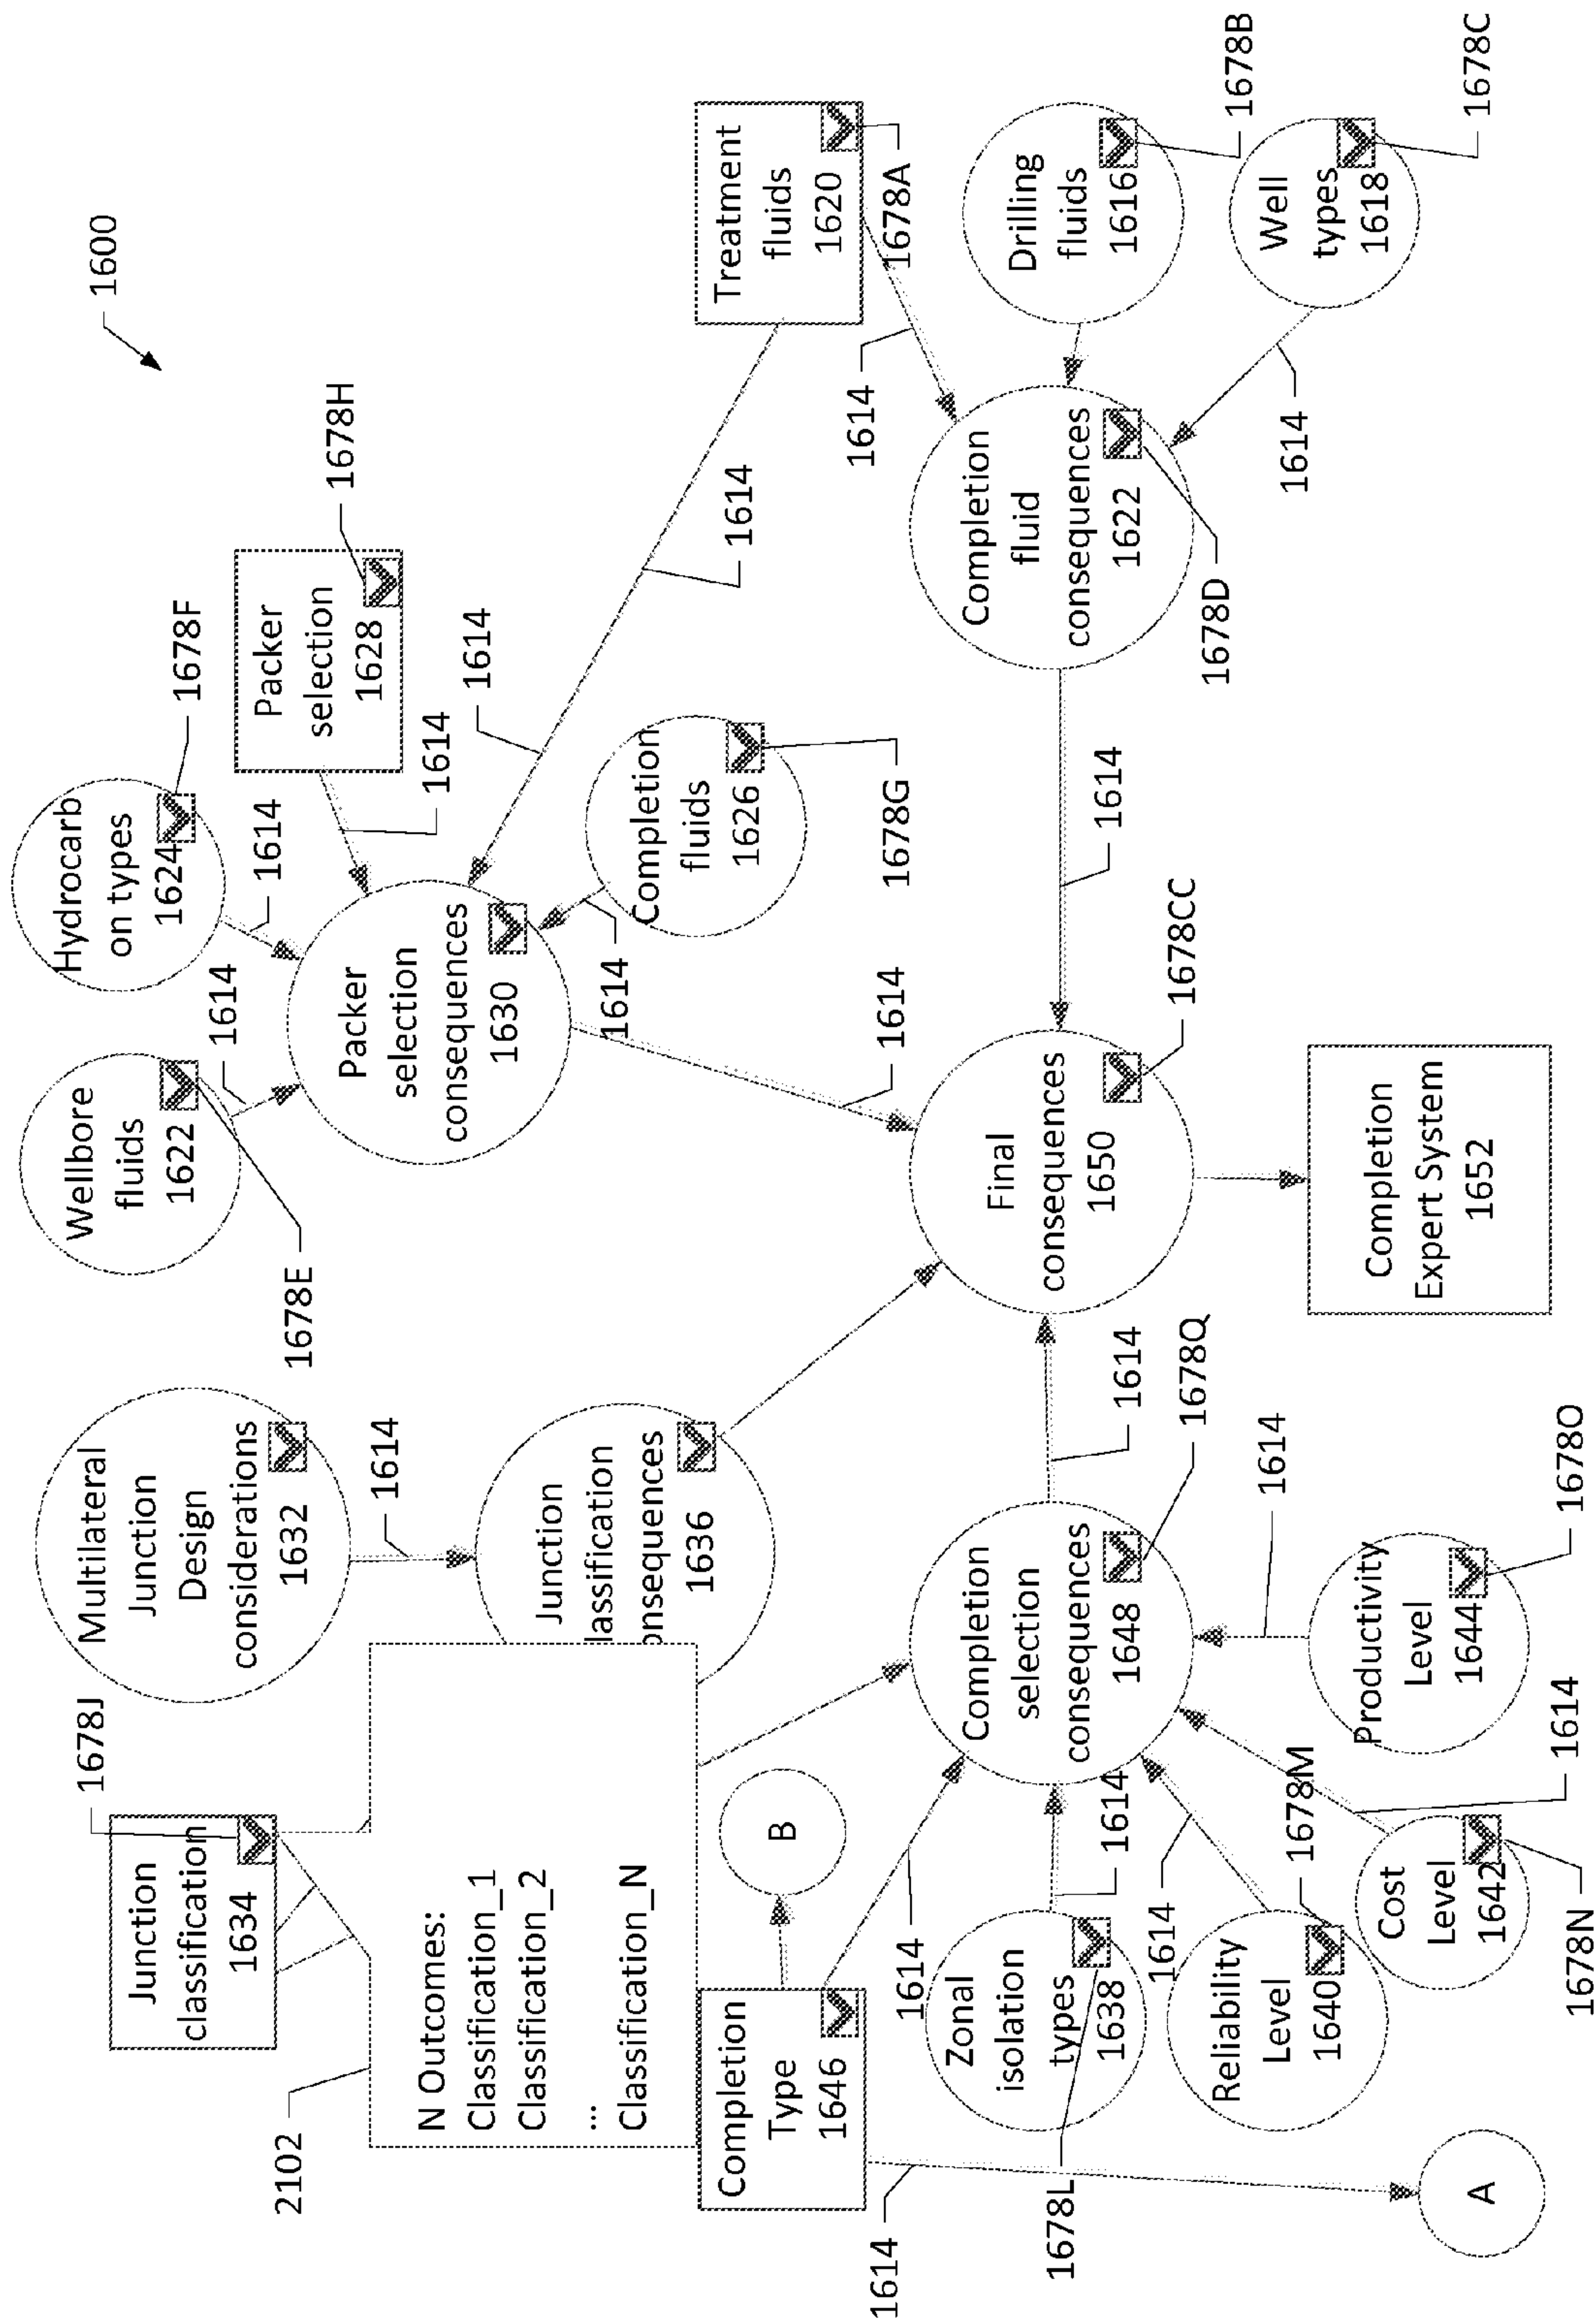 1600
2102
Junction
classification
1634
1678J
N Outcomes:
Classification_1
Classification_2
...
Classification_N
Multilateral
Junction
Design
considerations
1632
1614
Junction
lassification
onsequences
1636
Wellbore
fluids
1622
1678E
1614
Hydrocarb
on types
1624
1678F
1614
Packer
selection
1628
1678H
1614
Packer
selection
consequences
1630
1614
1614
Completion
fluids
1626
1678G
1614
1614
Treatment
fluids
1620
1678A
1614
Drilling
fluids
1616
1678B
Well
types
1618
1678C
1614
Completion
fluid
consequences
1622
1678D
1614
Final
consequences
1650
1678CC
Completion
Expert System
1652
Completion
Type
1646
B
1614
1614
A
Zonal
isolation
types
1638
1678L
1614
Reliability
Level
1640
1678M
1614
Cost
Level
1642
1678N
1614
Productivity
Level
1644
1678O
1614
Completion
selection
consequences
1648
1678Q
1614